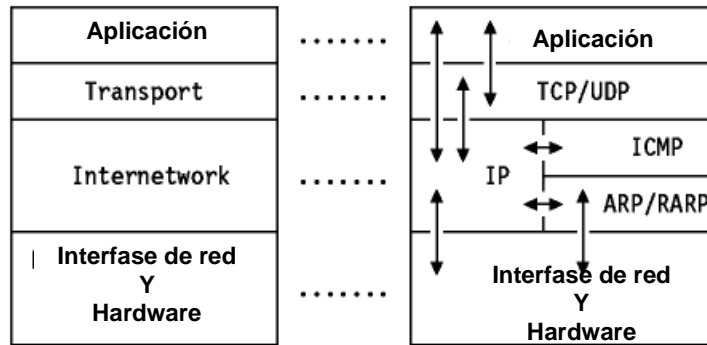 Aplicación
Transport
Internetwork
Interfase de red
Y
Hardware
Aplicación
TCP/UDP
IP
ICMP
ARP/RARP
Interfase de red
Y
Hardware